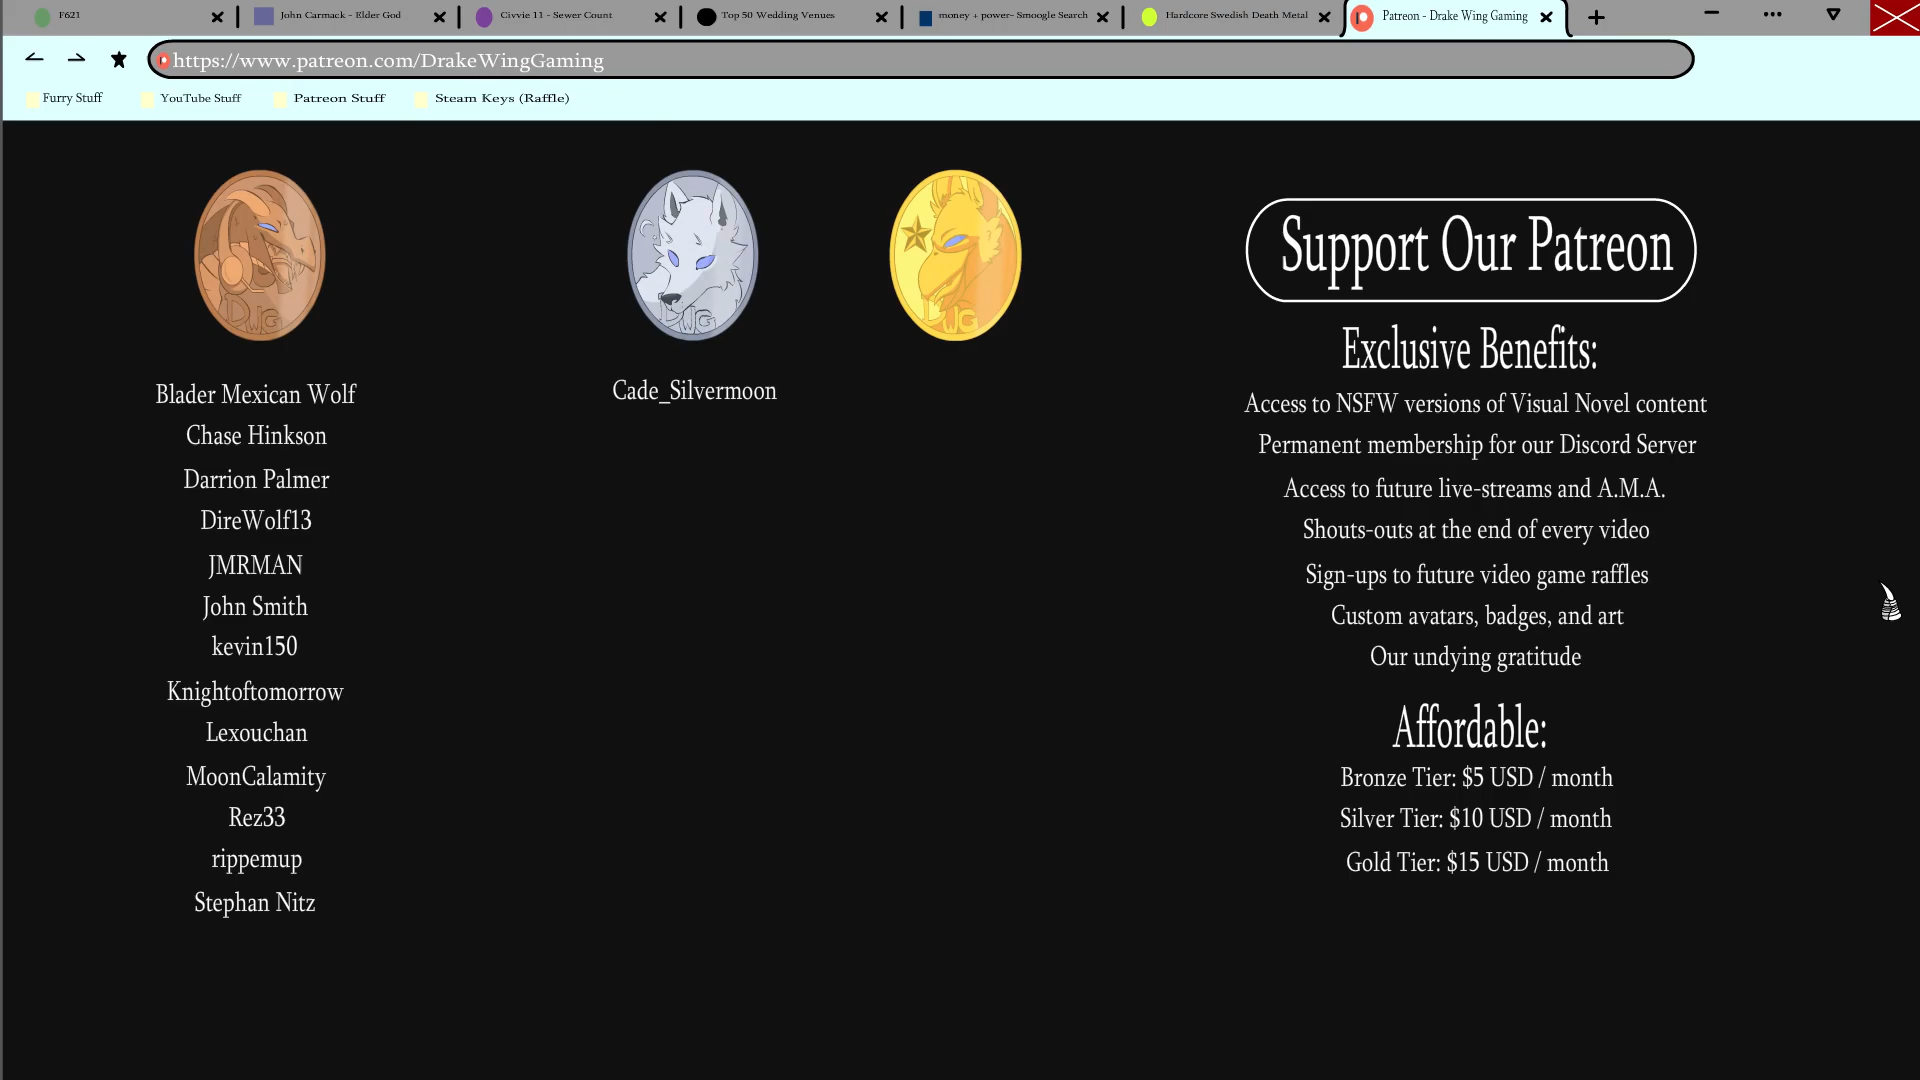 F621
John Carmack - Elder God
Civvie 11 - Sewer Count
Top 50 Wedding Venues
money + power- Smoogle Search
Hardcore Swedish Death Metal
Patreon - Drake Wing Gaming
https://www.patreon.com/DrakeWingGaming
Furry Stuff
YouTube Stuff
Patreon Stuff
Steam Keys (Raffle)
DWG
DWG
DWG
Blader Mexican Wolf
Chase Hinkson
Darrion Palmer
DireWolf13
JMRMAN
John Smith
kevin150
Knightoftomorrow
Lexouchan
MoonCalamity
Rez33
rippemup
Stephan Nitz
Cade_Silvermoon
Support Our Patreon
Exclusive Benefits:
Access to NSFW versions of Visual Novel content
Permanent membership for our Discord Server
Access to future live-streams and A.M.A.
Shouts-outs at the end of every video
Sign-ups to future video game raffles
Custom avatars, badges, and art
Our undying gratitude
Affordable:
Bronze Tier: $5 USD / month
Silver Tier: $10 USD / month
Gold Tier: $15 USD / month